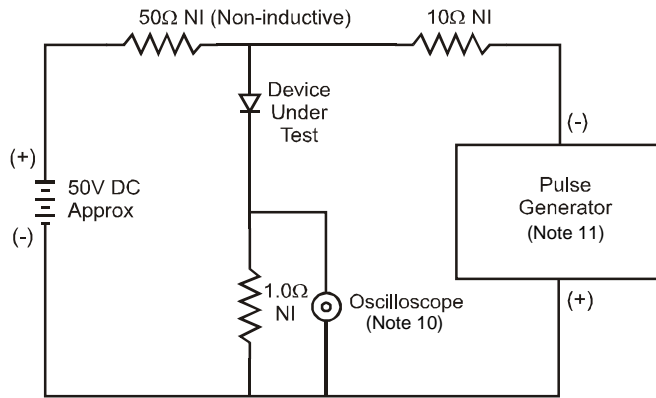 50Ω NI (Non-inductive)
10Ω NI
Device
Under
Test
(-)
(+)
50V DC
Approx
(-)
Pulse
Generator
(Note 11)
1.0Ω
NI
Oscilloscope
(Note 10)
(+)